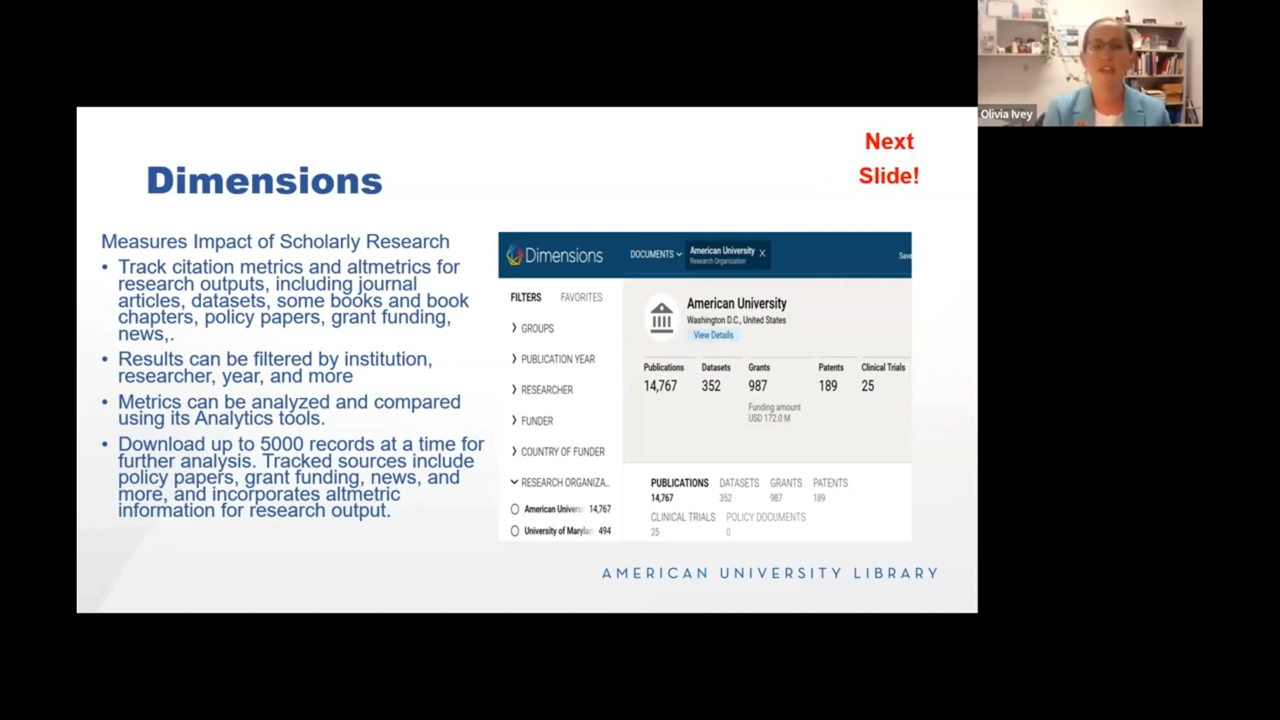 Olivia Ivey
Next
Slide!
Dimensions
Measures Impact of Scholarly Research
• Track citation metrics and altmetrics for
research outputs, including journal
articles, datasets, some books and book
chapters, policy papers, grant funding,
news,.
• Results can be filtered by institution,
researcher, year, and more
• Metrics can be analyzed and compared
using its Analytics tools.
• Download up to 5000 records at a time for
further analysis. Tracked sources include
policy papers, grant funding, news, and
more, and incorporates altmetric
information for research output.
Dimensions
DOCUMENTS
American University X
Research Organization
Save
FILTERS FAVORITES
GROUPS
PUBLICATION YEAR
RESEARCHER
FUNDER
COUNTRY OF FUNDER
RESEARCH ORGANIZA..
American Universi 14,767
University of Marylan 494
American University
Washington D.C., United States
View Details
Publications Datasets Grants Patents Clinical Trials
14,767 352 987 189 25
Funding amount
USD 172.0 M
PUBLICATIONS DATASETS GRANTS PATENTS
14,767 352 987 189
CLINICAL TRIALS POLICY DOCUMENTS
25 0
AMERICAN UNIVERSITY LIBRARY